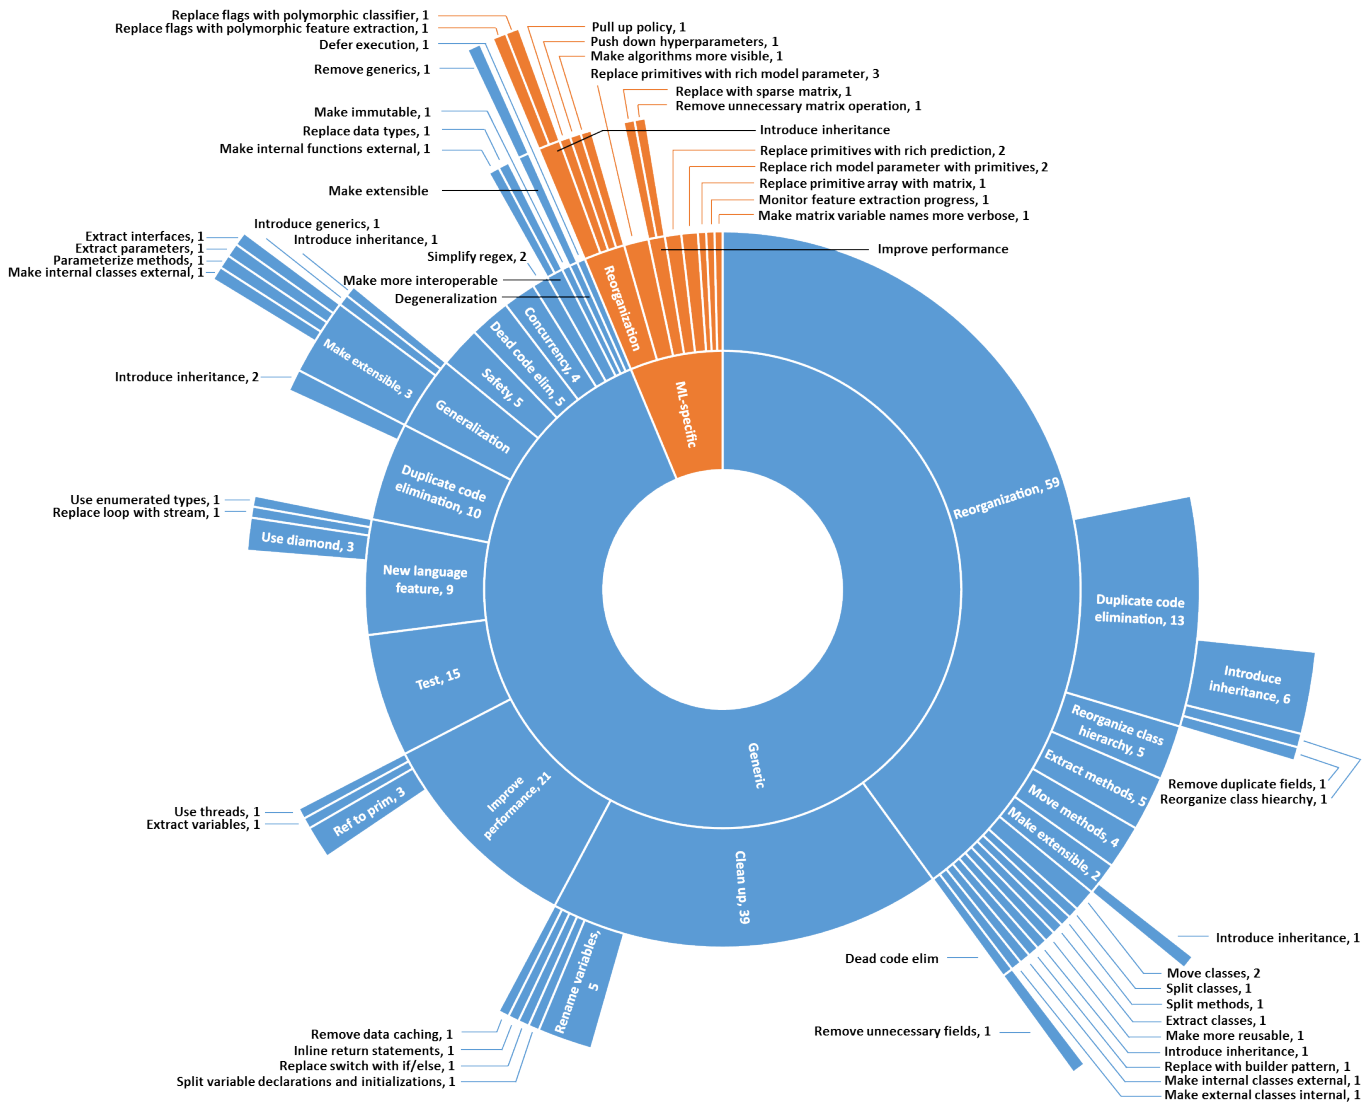 Replace flags with polymorphic classifier, 1
Replace flags with polymorphic feature extraction, 1
Defer execution, 1
Remove generics, 1
Make immutable, 1
Replace data types, 1
Make internal functions external, 1
Make extensible
Pull up policy, 1
Push down hyperparameters, 1
Make algorithms more visible, 1
Replace primitives with rich model parameter, 3
Replace with sparse matrix, 1
Remove unnecessary matrix operation, 1
Introduce inheritance
Replace primitives with rich prediction, 2
Replace rich model parameter with primitives, 2
Replace primitive array with matrix, 1
Monitor feature extraction progress, 1
Make matrix variable names more verbose, 1
Improve performance
Introduce generics, 1
Introduce inheritance, 1
Simplify regex, 2
Make more interoperable
Degeneralization
Extract interfaces, 1
Extract parameters, 1
Parameterize methods, 1
Make internal classes external, 1
Introduce inheritance, 2
Make extensible, 3
Generalization
Safety, 5
Dead code elim, 5
Concurrency, 4
Reorganization
ML-specific
Duplicate code
elimination, 10
Use enumerated types, 1
Replace loop with stream, 1
Use diamond, 3
New language
feature, 9
Test, 15
Improve
performance, 21
Use threads, 1
Extract variables, 1
Ref to prim, 3
Generic
Clean up, 39
Rename variables,
5
Remove data caching, 1
Inline return statements, 1
Replace switch with if/else, 1
Split variable declarations and initializations, 1
Reorganization, 59
Duplicate code
elimination, 13
Introduce
inheritance, 6
Remove duplicate fields, 1
Reorganize class hiearchy, 1
Reorganize class
hierarchy, 5
Extract methods, 5
Move methods, 4
Make extensible, 2
Introduce inheritance, 1
Move classes, 2
Split classes, 1
Split methods, 1
Extract classes, 1
Make more reusable, 1
Introduce inheritance, 1
Replace with builder pattern, 1
Make internal classes external, 1
Make external classes internal, 1
Dead code elim
Remove unnecessary fields, 1